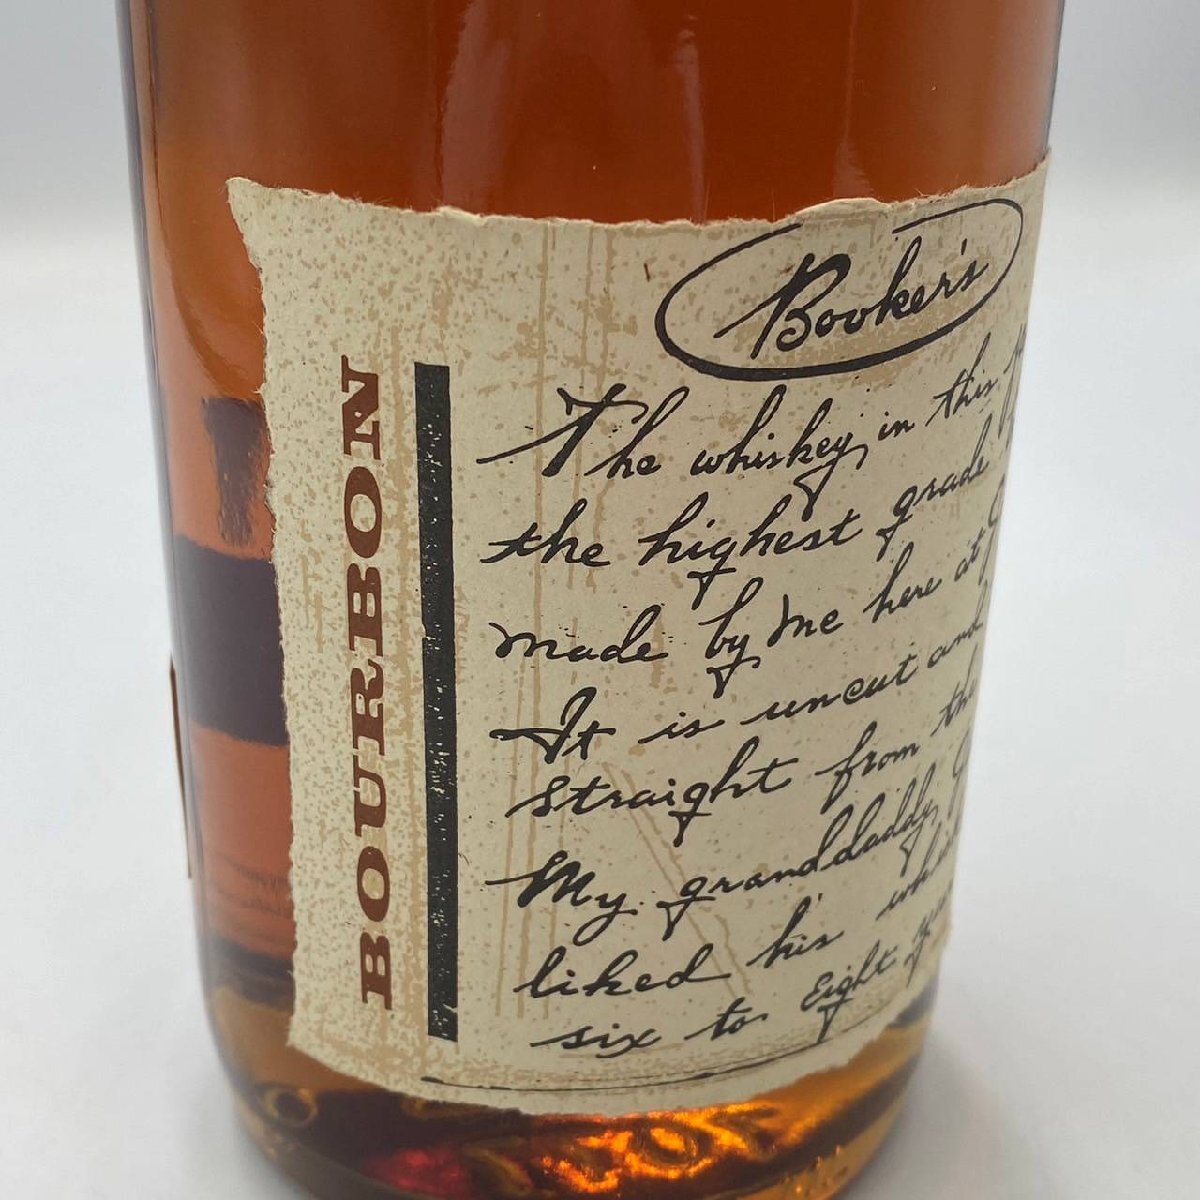 BOURBON
Booker's
The whiskey in this
the highest grade
made by me here at
It is uncut and
straight from the
My granddaddy,
liked his
six to Eight